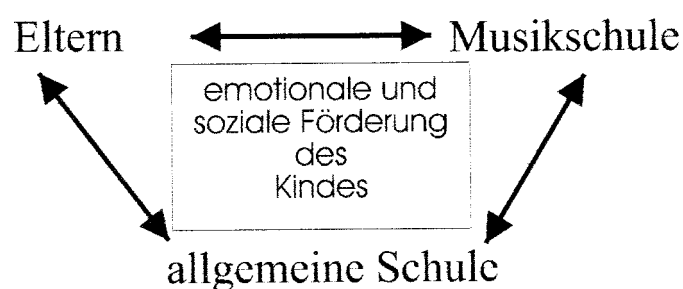 Eltern Musikschule
emotionale und
soziale Förderung
des
Kindes
allgemeine Schule